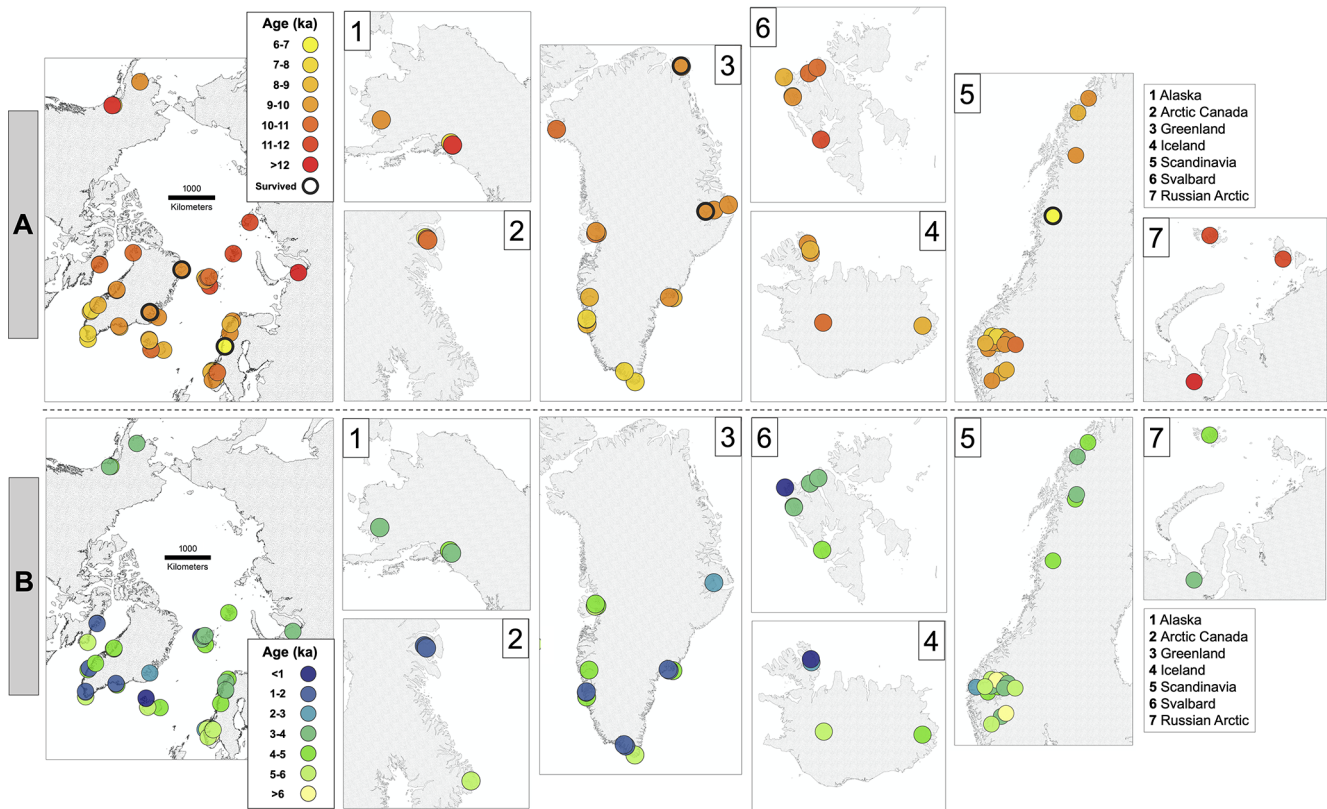 A
Age (ka)
6-7
7-8
8-9
9-10
10-11
11-12
>12
Survived
1000
Kilometers
1
2
3
6
4
5
1 Alaska
2 Arctic Canada
3 Greenland
4 Iceland
5 Scandinavia
6 Svalbard
7 Russian Arctic
7
B
1000
Kilometers
Age (ka)
<1
1-2
2-3
3-4
4-5
5-6
>6
1
2
3
6
4
5
7
1 Alaska
2 Arctic Canada
3 Greenland
4 Iceland
5 Scandinavia
6 Svalbard
7 Russian Arctic